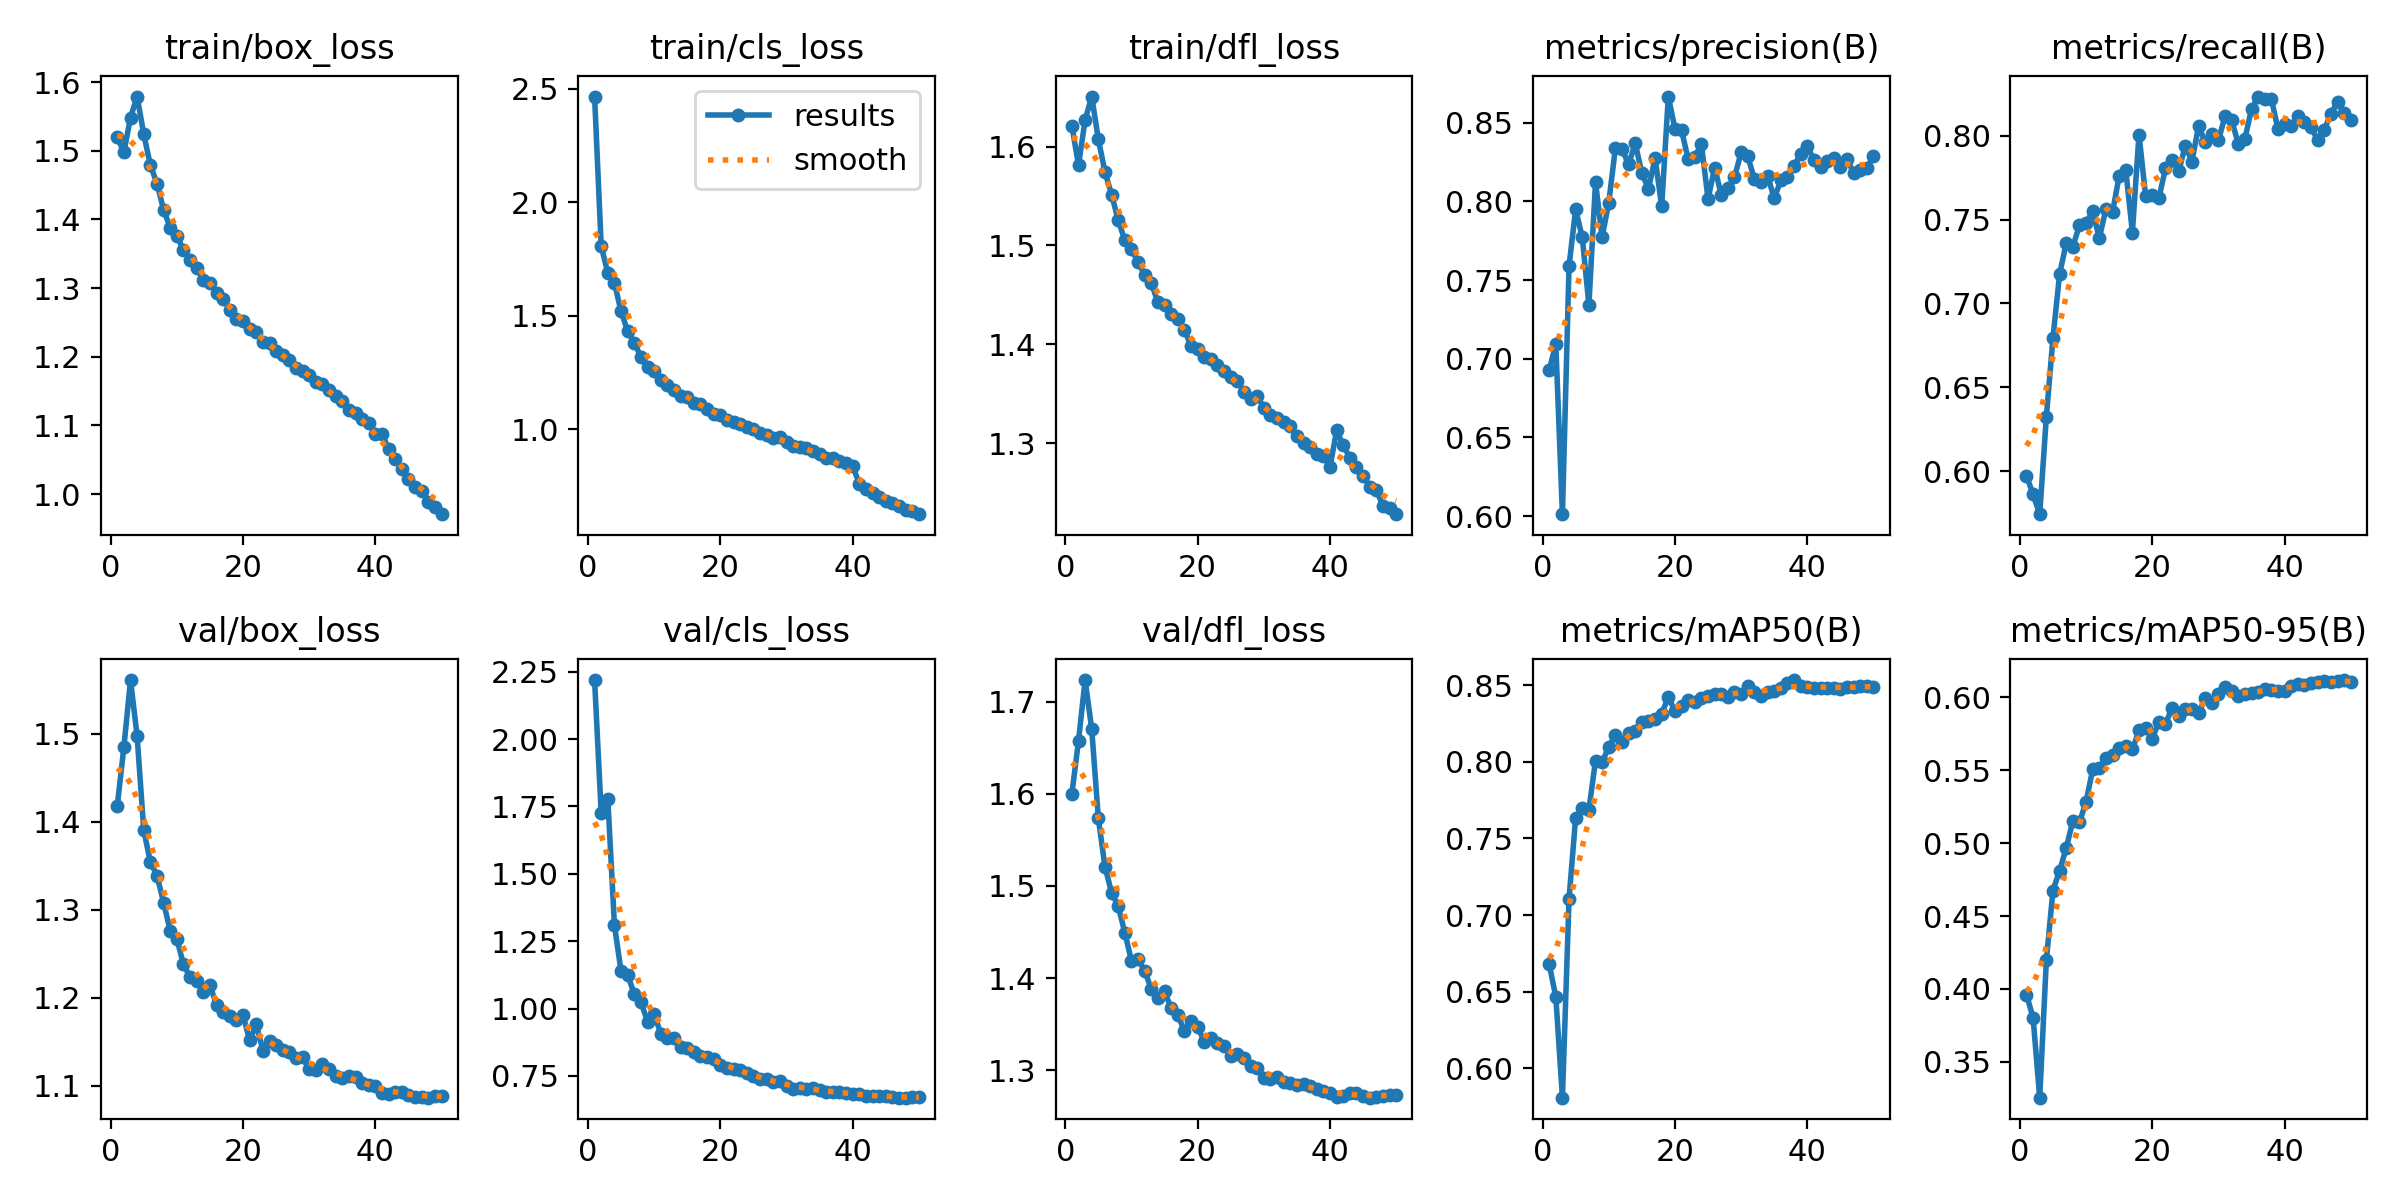 train/box_loss
1.6
1.5
1.4
1.3
1.2
1.1
1.0
0 20 40
train/cls_loss
results
smooth
2.5
2.0
1.5
1.0
0 20 40
train/dfl_loss
1.6
1.5
1.4
1.3
0 20 40
metrics/precision(B)
0.85
0.80
0.75
0.70
0.65
0.60
0 20 40
metrics/recall(B)
0.80
0.75
0.70
0.65
0.60
0 20 40
val/box_loss
1.5
1.4
1.3
1.2
1.1
0 20 40
val/cls_loss
2.25
2.00
1.75
1.50
1.25
1.00
0.75
0 20 40
val/dfl_loss
1.7
1.6
1.5
1.4
1.3
0 20 40
metrics/mAP50(B)
0.85
0.80
0.75
0.70
0.65
0.60
0 20 40
metrics/mAP50-95(B)
0.60
0.55
0.50
0.45
0.40
0.35
0 20 40